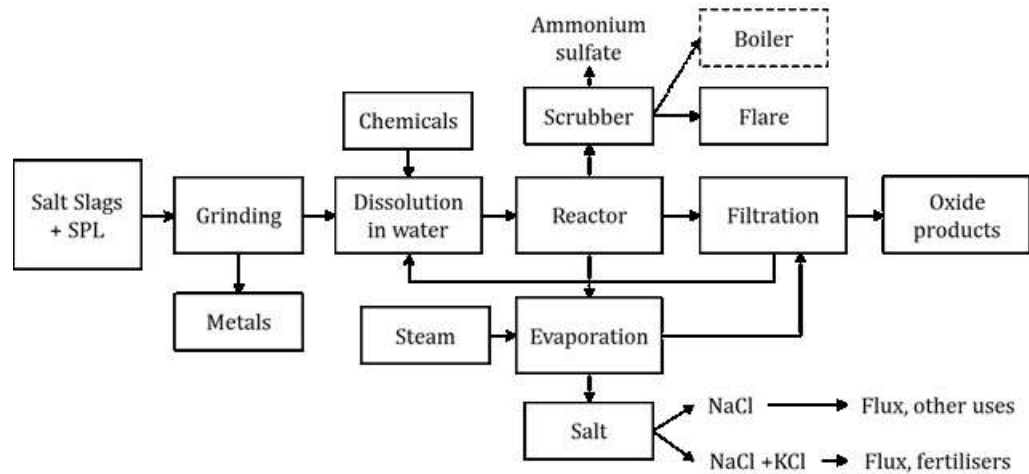 Ammonium
sulfate
Boiler
Chemicals
Scrubber
Flare
Salt Slags
+ SPL
Grinding
Dissolution
in water
Reactor
Filtration
Oxide
products
Metals
Steam
Evaporation
Salt
NaCl
Flux, other uses
NaCl +KCl
Flux, fertilisers